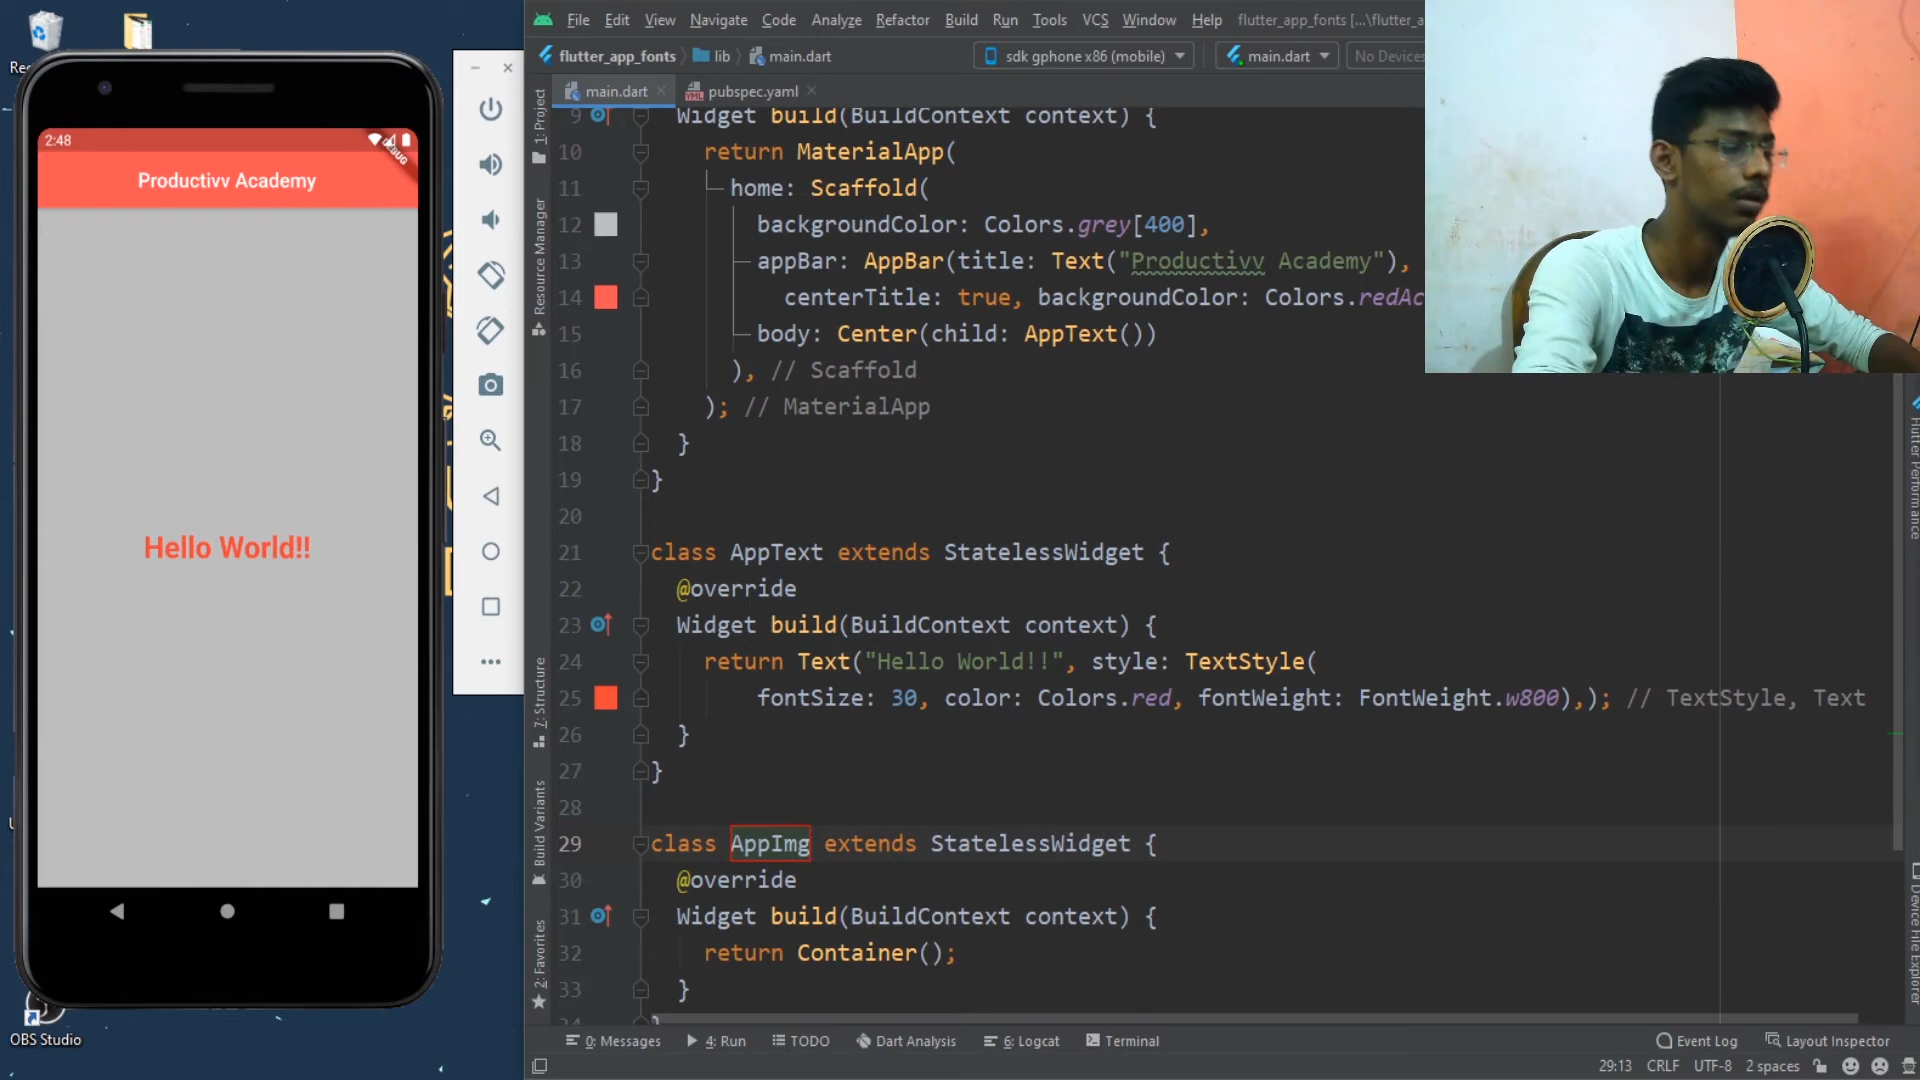 OBS Studio
2:48
DEBUG
Productivv Academy
Hello World!!
File Edit View Navigate Code Analyze Refactor Build Run Tools VCS Window Help flutter_app_fonts [...\flutter_a
flutter_app_fonts lib main.dart sdk gphone x86 (mobile) main.dart No Devices
main.dart pubspec.yaml
1: Project
Resource Manager
7: Structure
Build Variants
2: Favorites
9 Widget build(BuildContext context) {
10 return MaterialApp(
11 home: Scaffold(
12 backgroundColor: Colors.grey[400],
13 appBar: AppBar(title: Text("Productivv Academy"),
14 centerTitle: true, backgroundColor: Colors.redAc
15 body: Center(child: AppText())
16 ), // Scaffold
17 ); // MaterialApp
18 }
19 }
20
21 class AppText extends StatelessWidget {
22 @override
23 Widget build(BuildContext context) {
24 return Text("Hello World!!", style: TextStyle(
25 fontSize: 30, color: Colors.red, fontWeight: FontWeight.w800),); // TextStyle, Text
26 }
27 }
28
29 class AppImg extends StatelessWidget {
30 @override
31 Widget build(BuildContext context) {
32 return Container();
33 }
Flutter Performance
Device File Explorer
0: Messages 4: Run TODO Dart Analysis 6: Logcat Terminal Event Log Layout Inspector
29:13 CRLF UTF-8 2 spaces